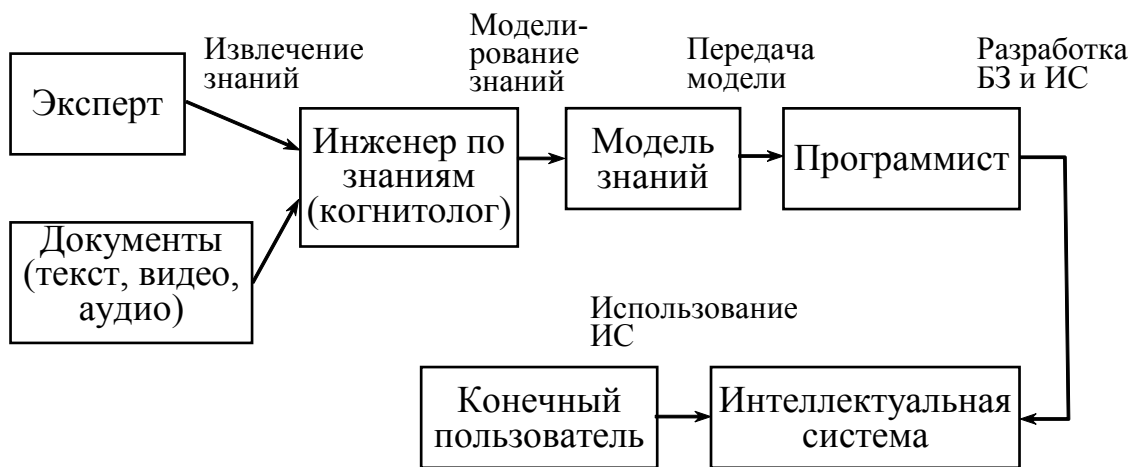 Извлечение
знаний
Модели-
рование
знаний
Передача
модели
Разработка
БЗ и ИС
Эксперт
Инженер по
знаниям
(когнитолог)
Модель
знаний
Программист
Документы
(текст, видео,
аудио)
Использование
ИС
Конечный
пользователь
Интеллектуальная
система